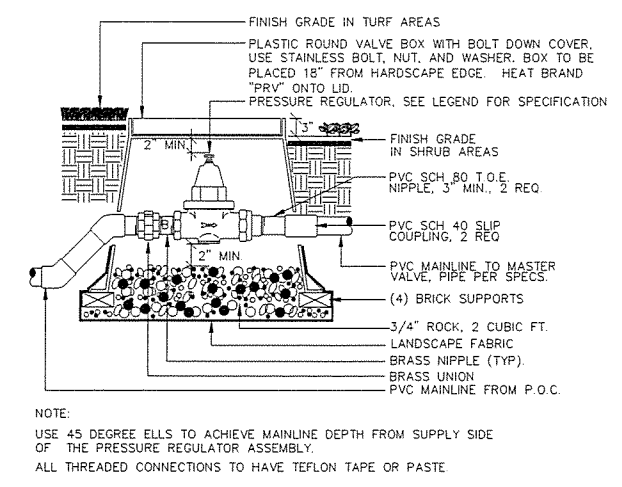 FINISH GRADE IN TURF AREAS
PLASTIC ROUND VALVE BOX WITH BOLT DOWN COVER,
USE STAINLESS BOLT, NUT, AND WASHER. BOX TO BE
PLACED 18" FROM HARDSCAPE EDGE. HEAT BRAND
"PRV" ONTO LID.
PRESSURE REGULATOR, SEE LEGEND FOR SPECIFICATION
3"
2" MIN.
FINISH GRADE
IN SHRUB AREAS
PVC SCH 80 T.O.E.
NIPPLE, 3" MIN., 2 REQ.
PVC SCH 40 SLIP
COUPLING, 2 REQ
2" MIN.
PVC MAINLINE TO MASTER
VALVE, PIPE PER SPECS.
(4) BRICK SUPPORTS
3/4" ROCK, 2 CUBIC FT.
LANDSCAPE FABRIC
BRASS NIPPLE (TYP).
BRASS UNION
PVC MAINLINE FROM P.O.C.
NOTE:
USE 45 DEGREE ELLS TO ACHIEVE MAINLINE DEPTH FROM SUPPLY SIDE
OF THE PRESSURE REGULATOR ASSEMBLY.
ALL THREADED CONNECTIONS TO HAVE TEFLON TAPE OR PASTE